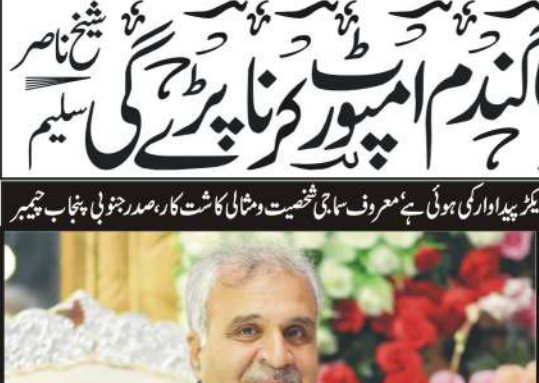 گندم امپورٹ کرنا پڑے گی
شیخ ناصر
سلیم
پیداوار کمی ہوئی ہے، معروف سماجی شخصیت و مثالی کاشت کار، صدر جنوبی پنجاب چیمبر